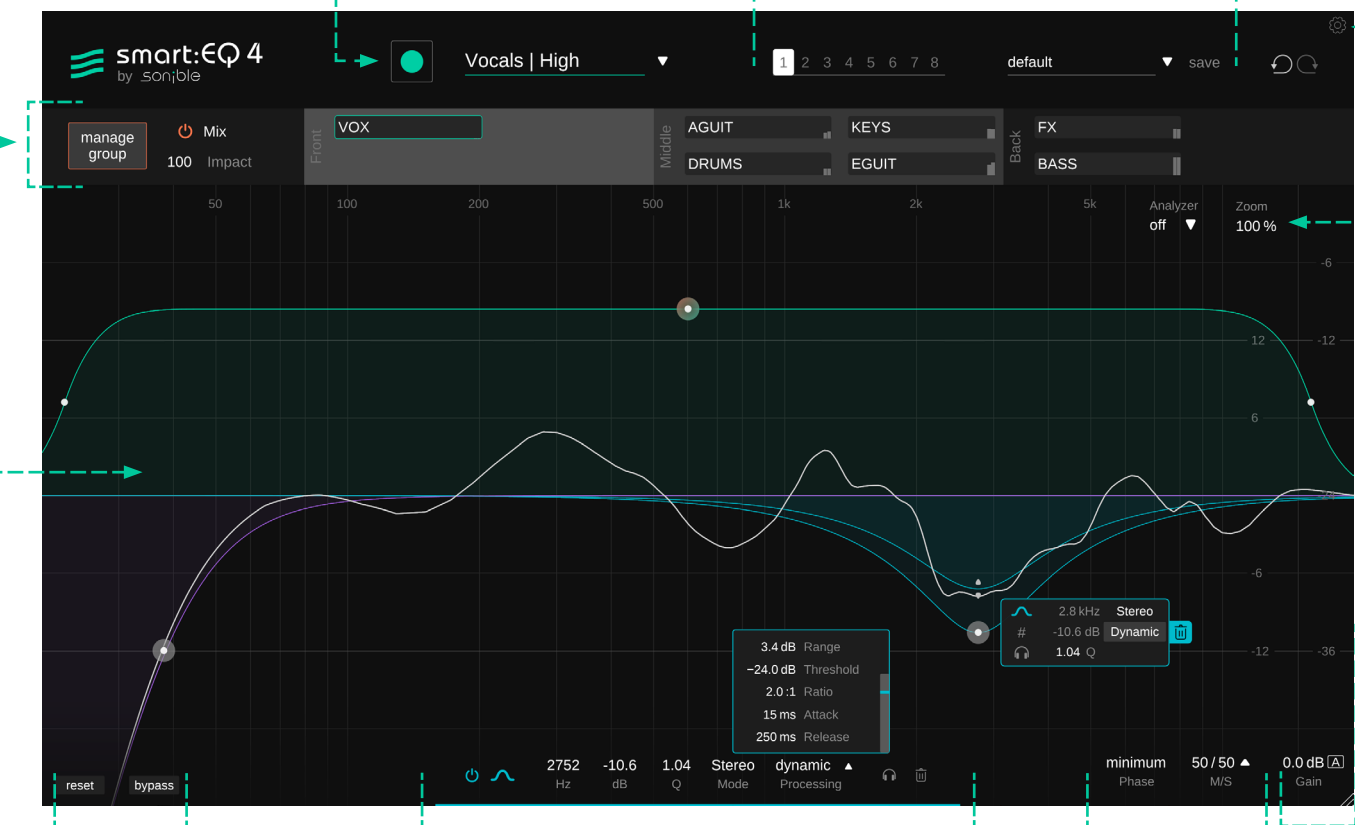 smart:EQ 4
by sonible
Vocals | High
1 2 3 4 5 6 7 8
default
save
manage
group
Mix
100 Impact
Front
VOX
Middle
AGUIT
KEYS
DRUMS
EGUIT
Back
FX
BASS
50 100 200 500 1k 2k 5k
Analyzer
off
Zoom
100 %
-6
12 -12
6
-24
-6
-12 -36
2.8 kHz Stereo
# -10.6 dB Dynamic
1.04 Q
3.4 dB Range
−24.0 dB Threshold
2.0 :1 Ratio
15 ms Attack
250 ms Release
reset
bypass
2752
Hz
-10.6
dB
1.04
Q
Stereo
Mode
dynamic
Processing
minimum
Phase
50 / 50
M/S
0.0 dB A
Gain